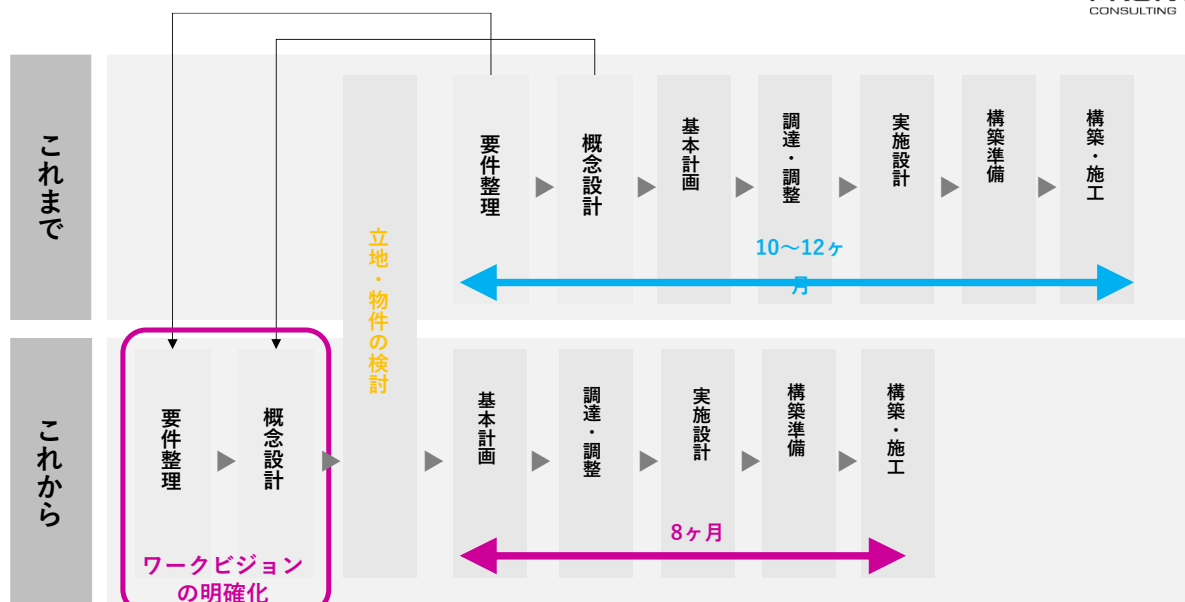 CONSULTING
これまで
立地・物件の検討
要件整理
概念設計
基本計画
調達・調整
実施設計
構築準備
構築・施工
10〜12ヶ
月
これから
要件整理
概念設計
ワークビジョン
の明確化
基本計画
調達・調整
実施設計
構築準備
構築・施工
8ヶ月